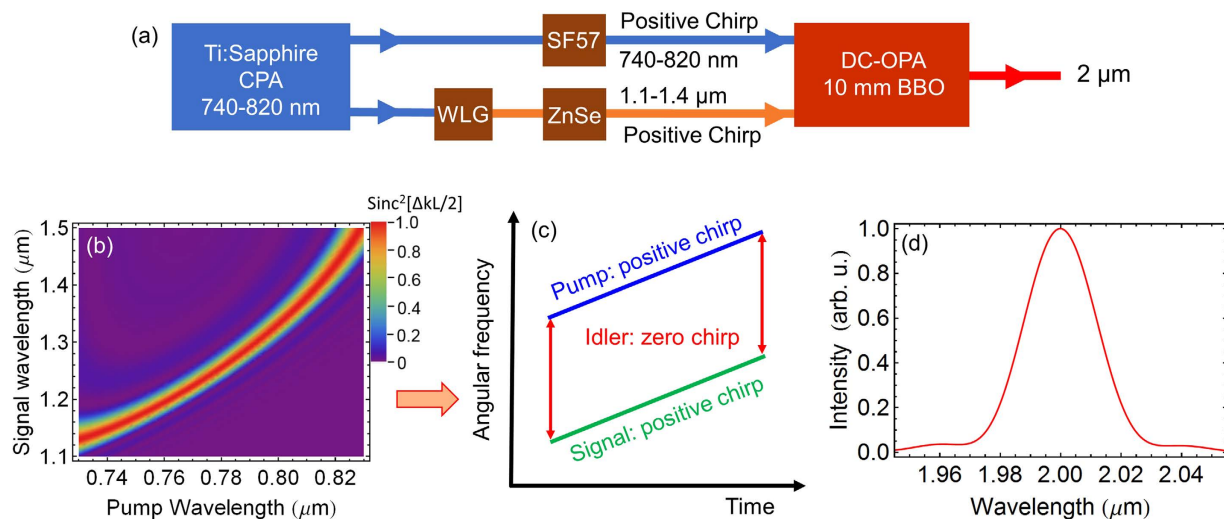 (a)
Ti:Sapphire
CPA
740-820 nm
SF57
Positive Chirp
740-820 nm
WLG
ZnSe
1.1-1.4 μm
Positive Chirp
DC-OPA
10 mm BBO
2 μm
(b)
Sinc²[ΔkL/2]
1.0
0.8
0.6
0.4
0.2
0
Signal wavelength (μm)
1.5
1.4
1.3
1.2
1.1
0.74 0.76 0.78 0.80 0.82
Pump Wavelength (μm)
(c)
Angular frequency
Pump: positive chirp
Idler: zero chirp
Signal: positive chirp
Time
(d)
Intensity (arb. u.)
1.0
0.8
0.6
0.4
0.2
0.0
1.96 1.98 2.00 2.02 2.04
Wavelength (μm)